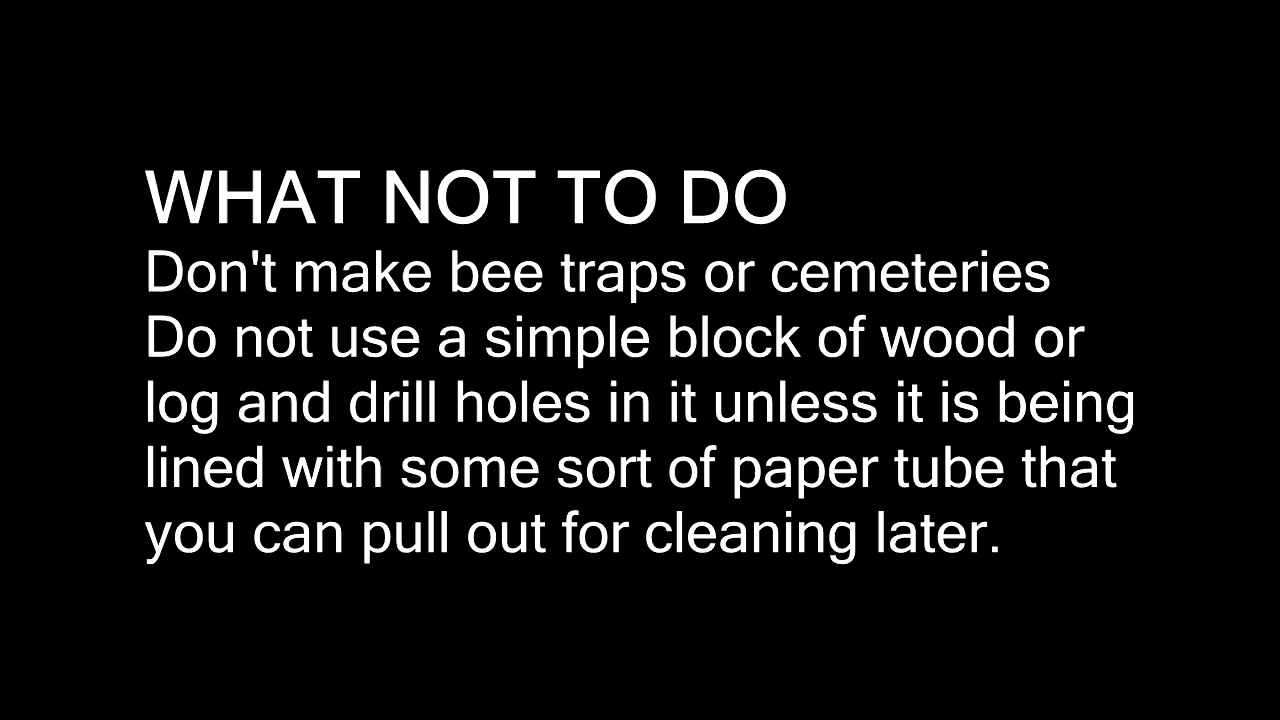 WHAT NOT TO DO
Don't make bee traps or cemeteries
Do not use a simple block of wood or
log and drill holes in it unless it is being
lined with some sort of paper tube that
you can pull out for cleaning later.